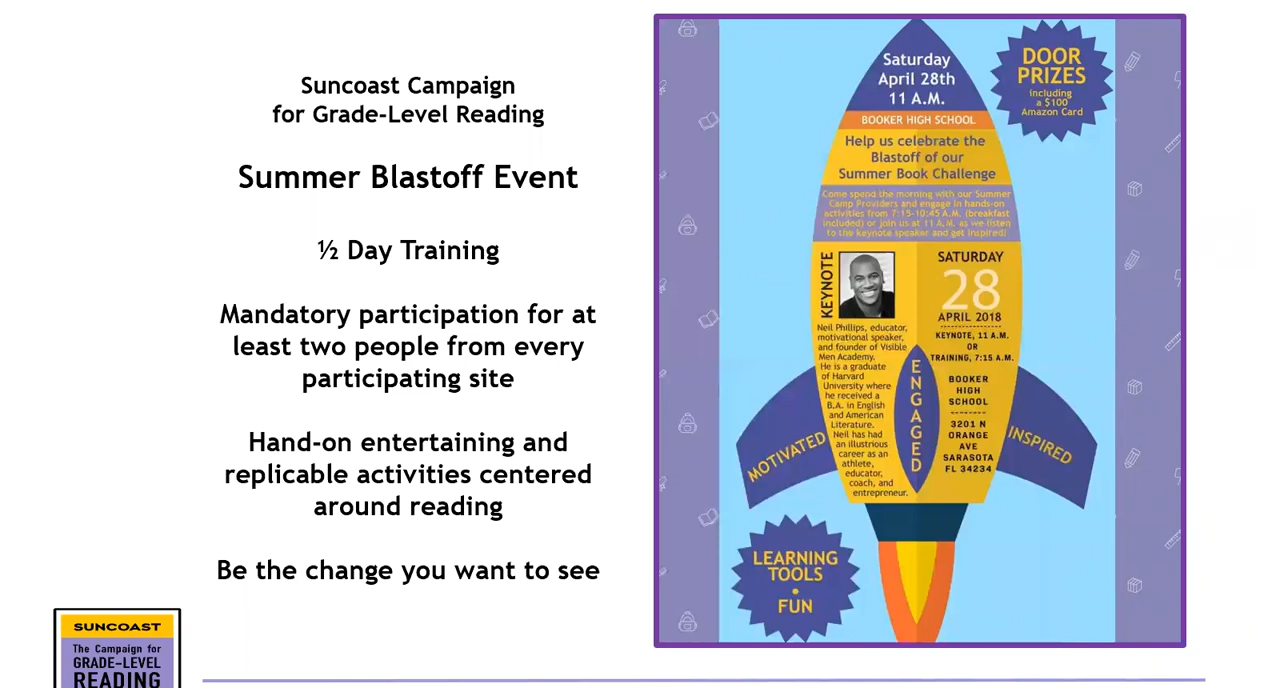 Suncoast Campaign
for Grade-Level Reading
Summer Blastoff Event
½ Day Training
Mandatory participation for at
least two people from every
participating site
Hand-on entertaining and
replicable activities centered
around reading
Be the change you want to see
SUNCOAST
The Campaign for
GRADE-LEVEL
READING
Saturday
April 28th
11 A.M.
BOOKER HIGH SCHOOL
Help us celebrate the
Blastoff of our
Summer Book Challenge
Come spend the morning with our Summer
Camp Providers and engage in hands-on
activities from 7:15-10:45 A.M. (breakfast
included) or join us at 11 A.M. as we listen
to the keynote speaker and get inspired!
DOOR
PRIZES
including
a $100
Amazon Card
KEYNOTE
Neil Phillips, educator,
motivational speaker,
and founder of Visible
Men Academy.
He is a graduate
of Harvard
University where
he received a
B.A. in English
and American
Literature.
Neil has had
an illustrious
career as an
athlete,
educator,
coach, and
entrepreneur.
SATURDAY
28
APRIL 2018
KEYNOTE, 11 A.M.
OR
TRAINING, 7:15 A.M.
BOOKER
HIGH
SCHOOL
3201 N
ORANGE
AVE
SARASOTA
FL 34234
MOTIVATED
ENGAGED
INSPIRED
LEARNING
TOOLS
•
FUN